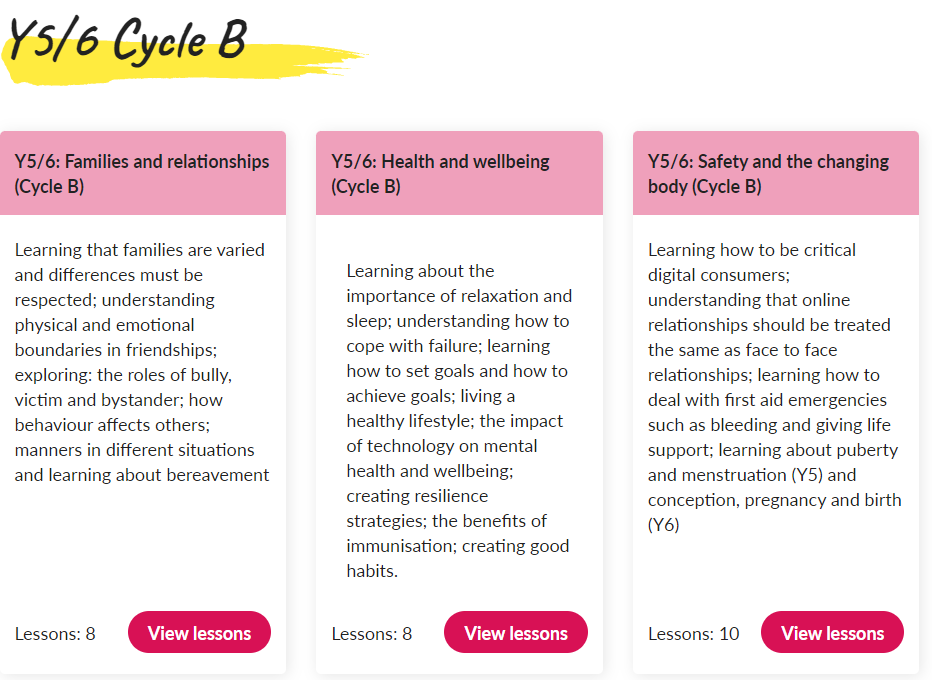 Y5/6 Cycle B
Y5/6: Families and relationships
(Cycle B)
Learning that families are varied
and differences must be
respected; understanding
physical and emotional
boundaries in friendships;
exploring: the roles of bully,
victim and bystander; how
behaviour affects others;
manners in different situations
and learning about bereavement
Lessons: 8
View lessons
Y5/6: Health and wellbeing
(Cycle B)
Learning about the
importance of relaxation and
sleep; understanding how to
cope with failure; learning
how to set goals and how to
achieve goals; living a
healthy lifestyle; the impact
of technology on mental
health and wellbeing;
creating resilience
strategies; the benefits of
immunisation; creating good
habits.
Lessons: 8
View lessons
Y5/6: Safety and the changing
body (Cycle B)
Learning how to be critical
digital consumers;
understanding that online
relationships should be treated
the same as face to face
relationships; learning how to
deal with first aid emergencies
such as bleeding and giving life
support; learning about puberty
and menstruation (Y5) and
conception, pregnancy and birth
(Y6)
Lessons: 10
View lessons